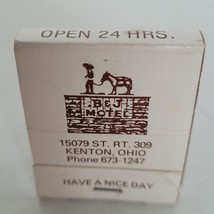 OPEN 24 HRS.
B&J
MOTEL
15079 ST. RT. 309
KENTON, OHIO
Phone 673-1247
HAVE A NICE DAY